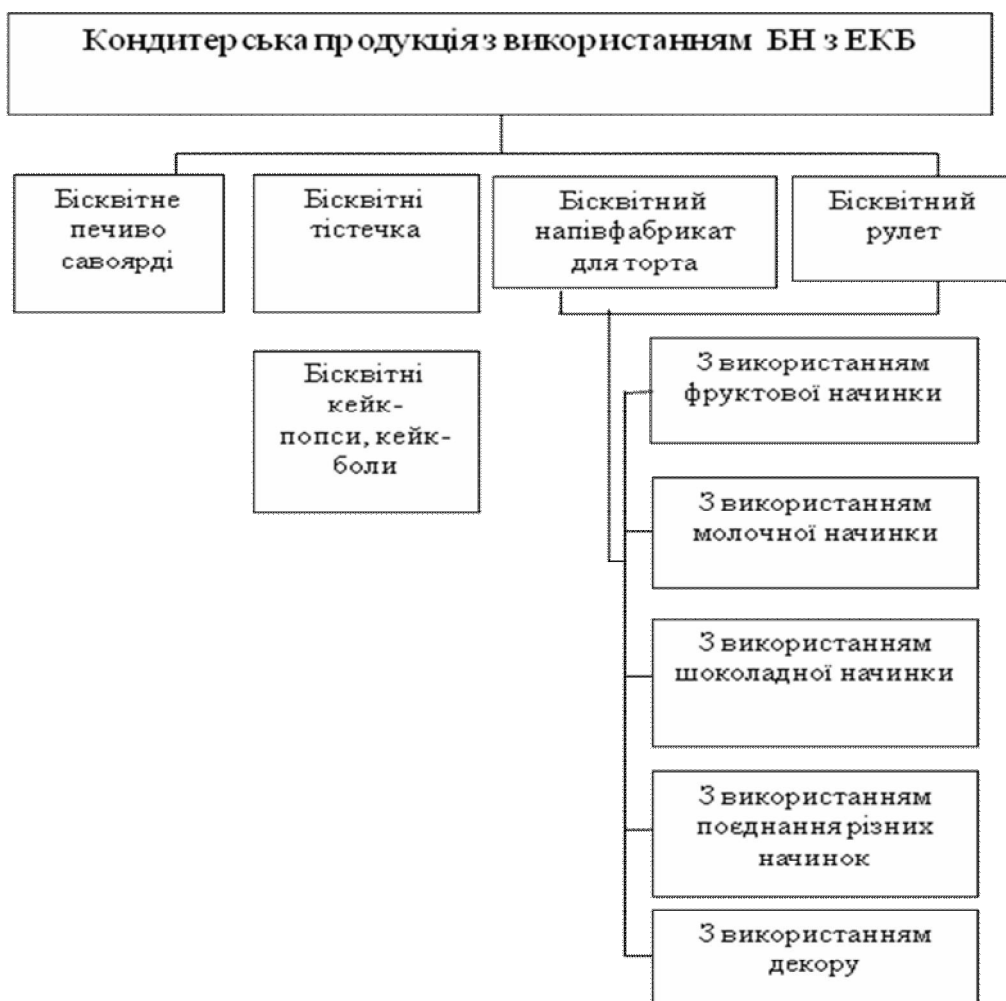 Кондитерська продукція з використанням БН з ЕКБ
Бісквітне
печиво
савоярді
Бісквітні
тістечка
Бісквітний
напівфабрикат
для торта
Бісквітний
рулет
Бісквітні
кейк-
попси, кейк-
боли
З використанням
фруктової начинки
З використанням
молочної начинки
З використанням
шоколадної начинки
З використанням
поєднання різних
начинок
З використанням
декору